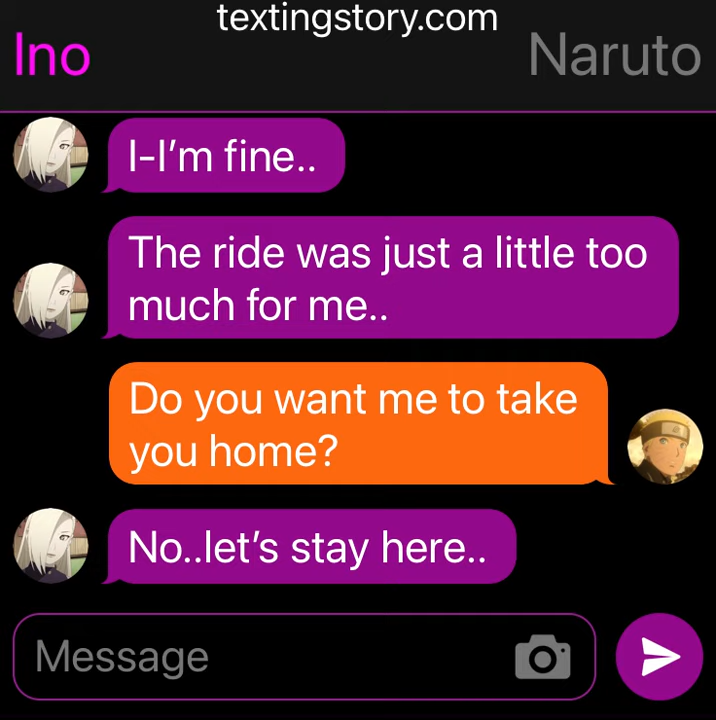 textingstory.com
Ino
Naruto
I-I'm fine..
The ride was just a little too
much for me..
Do you want me to take
you home?
No..let's stay here..
Message